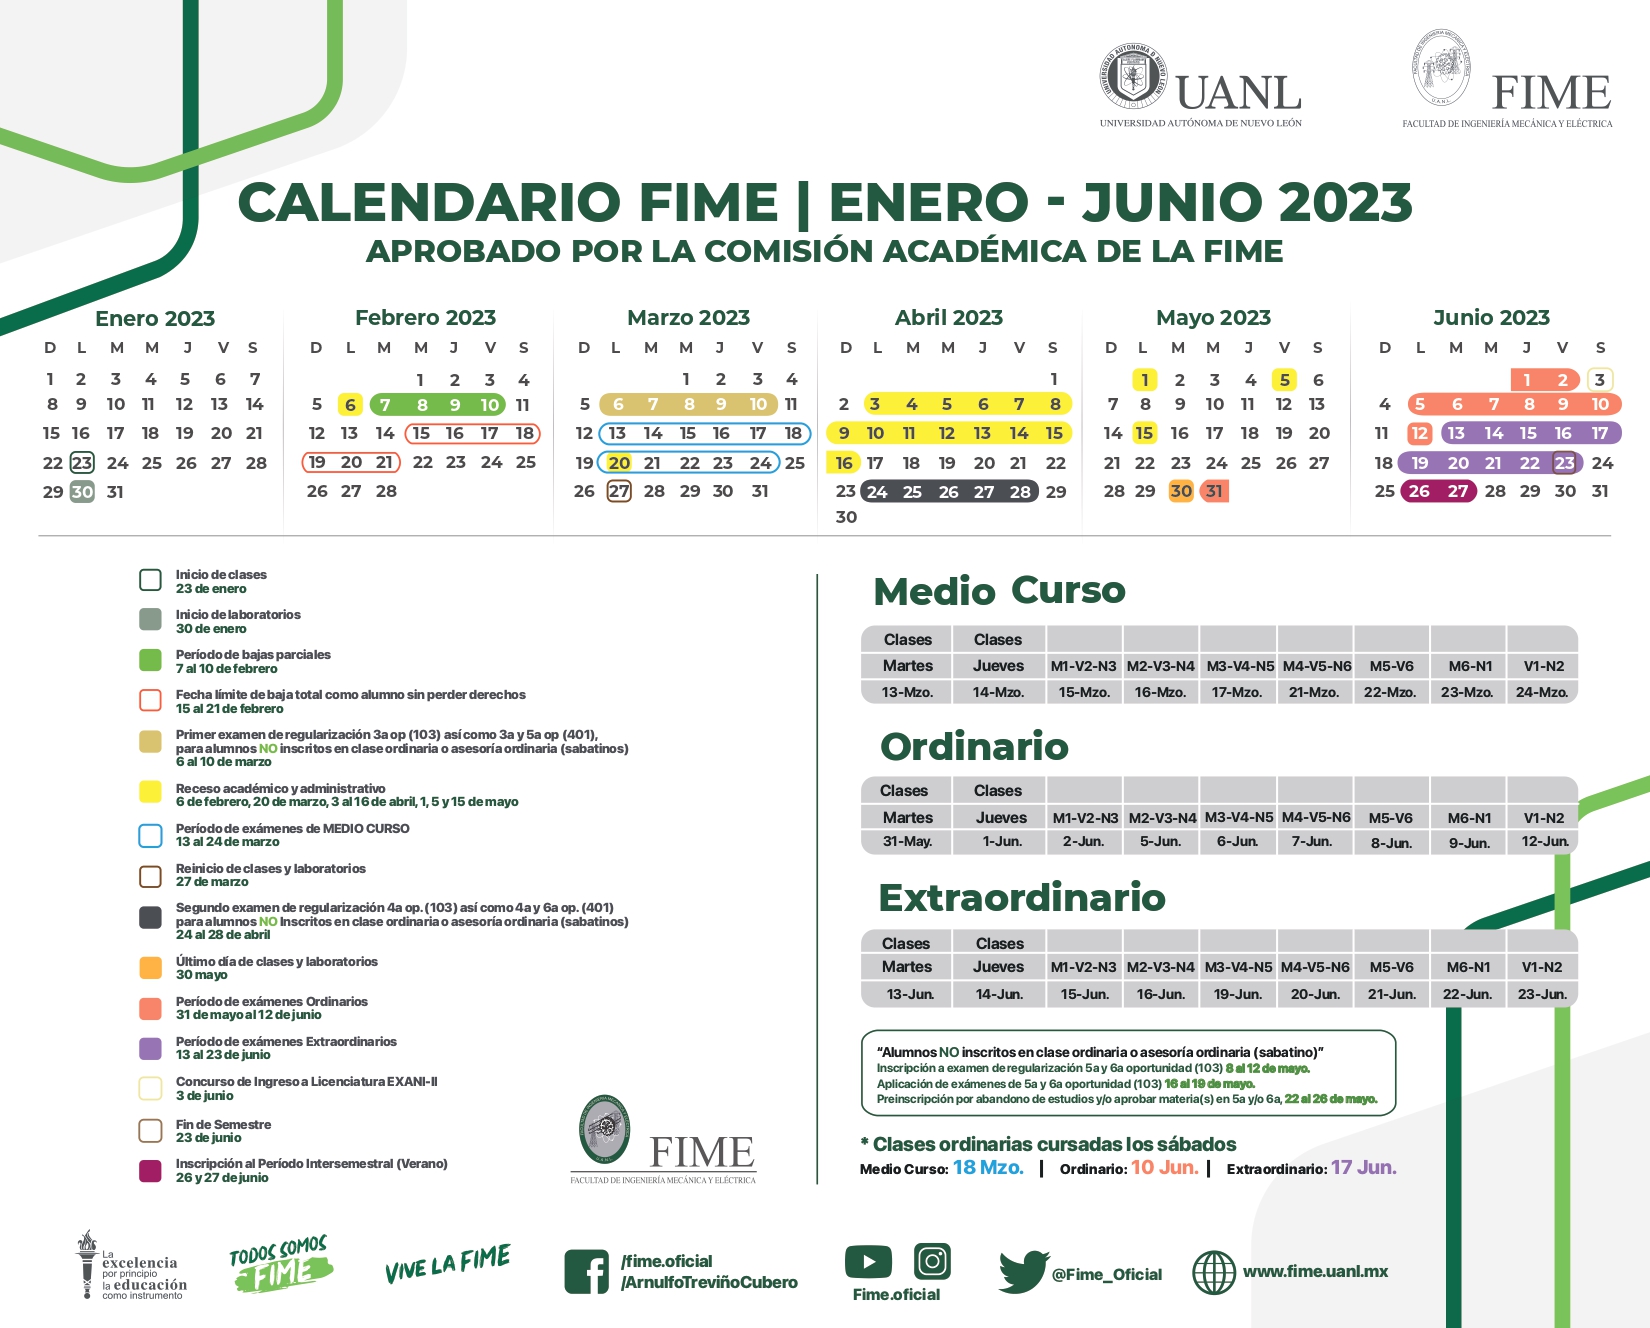 UANL
UNIVERSIDAD AUTÓNOMA DE NUEVO LEÓN
FIME
FACULTAD DE INGENIERÍA MECÁNICA Y ELÉCTRICA
CALENDARIO FIME | ENERO - JUNIO 2023
APROBADO POR LA COMISIÓN ACADÉMICA DE LA FIME
Enero 2023
D L M M J V S
1 2 3 4 5 6 7
8 9 10 11 12 13 14
15 16 17 18 19 20 21
22 23 24 25 26 27 28
29 30 31
Febrero 2023
D L M M J V S
1 2 3 4
5 6 7 8 9 10 11
12 13 14 15 16 17 18
19 20 21 22 23 24 25
26 27 28
Marzo 2023
D L M M J V S
1 2 3 4
5 6 7 8 9 10 11
12 13 14 15 16 17 18
19 20 21 22 23 24 25
26 27 28 29 30 31
Abril 2023
D L M M J V S
1
2 3 4 5 6 7 8
9 10 11 12 13 14 15
16 17 18 19 20 21 22
23 24 25 26 27 28 29
30
Mayo 2023
D L M M J V S
1 2 3 4 5 6
7 8 9 10 11 12 13
14 15 16 17 18 19 20
21 22 23 24 25 26 27
28 29 30 31
Junio 2023
D L M M J V S
1 2 3
4 5 6 7 8 9 10
11 12 13 14 15 16 17
18 19 20 21 22 23 24
25 26 27 28 29 30 31
Inicio de clases
23 de enero
Inicio de laboratorios
30 de enero
Período de bajas parciales
7 al 10 de febrero
Fecha límite de baja total como alumno sin perder derechos
15 al 21 de febrero
Primer examen de regularización 3a op (103) así como 3a y 5a op (401),
para alumnos NO inscritos en clase ordinaria o asesoría ordinaria (sabatinos)
6 al 10 de marzo
Receso académico y administrativo
6 de febrero, 20 de marzo, 3 al 16 de abril, 1, 5 y 15 de mayo
Período de exámenes de MEDIO CURSO
13 al 24 de marzo
Reinicio de clases y laboratorios
27 de marzo
Segundo examen de regularización 4a op. (103) así como 4a y 6a op. (401)
para alumnos NO Inscritos en clase ordinaria o asesoría ordinaria (sabatinos)
24 al 28 de abril
Último día de clases y laboratorios
30 mayo
Período de exámenes Ordinarios
31 de mayo al 12 de junio
Período de exámenes Extraordinarios
13 al 23 de junio
Concurso de Ingreso a Licenciatura EXANI-II
3 de junio
Fin de Semestre
23 de junio
Inscripción al Período Intersemestral (Verano)
26 y 27 de junio
FIME
FACULTAD DE INGENIERÍA MECÁNICA Y ELÉCTRICA
Medio Curso
Clases Clases
Martes Jueves M1-V2-N3 M2-V3-N4 M3-V4-N5 M4-V5-N6 M5-V6 M6-N1 V1-N2
13-Mzo. 14-Mzo. 15-Mzo. 16-Mzo. 17-Mzo. 21-Mzo. 22-Mzo. 23-Mzo. 24-Mzo.
Ordinario
Clases Clases
Martes Jueves M1-V2-N3 M2-V3-N4 M3-V4-N5 M4-V5-N6 M5-V6 M6-N1 V1-N2
31-May. 1-Jun. 2-Jun. 5-Jun. 6-Jun. 7-Jun. 8-Jun. 9-Jun. 12-Jun.
Extraordinario
Clases Clases
Martes Jueves M1-V2-N3 M2-V3-N4 M3-V4-N5 M4-V5-N6 M5-V6 M6-N1 V1-N2
13-Jun. 14-Jun. 15-Jun. 16-Jun. 19-Jun. 20-Jun. 21-Jun. 22-Jun. 23-Jun.
“Alumnos NO inscritos en clase ordinaria o asesoría ordinaria (sabatino)”
Inscripción a examen de regularización 5a y 6a oportunidad (103) 8 al 12 de mayo.
Aplicación de exámenes de 5a y 6a oportunidad (103) 16 al 19 de mayo.
Preinscripción por abandono de estudios y/o aprobar materia(s) en 5a y/o 6a, 22 al 26 de mayo.
* Clases ordinarias cursadas los sábados
Medio Curso: 18 Mzo. | Ordinario: 10 Jun. | Extraordinario: 17 Jun.
La
excelencia
por principio
la educación
como instrumento
TODOS SOMOS
FIME
VIVE LA FIME
/fime.oficial
/ArnulfoTreviñoCubero
Fime.oficial
@Fime_Oficial
www.fime.uanl.mx